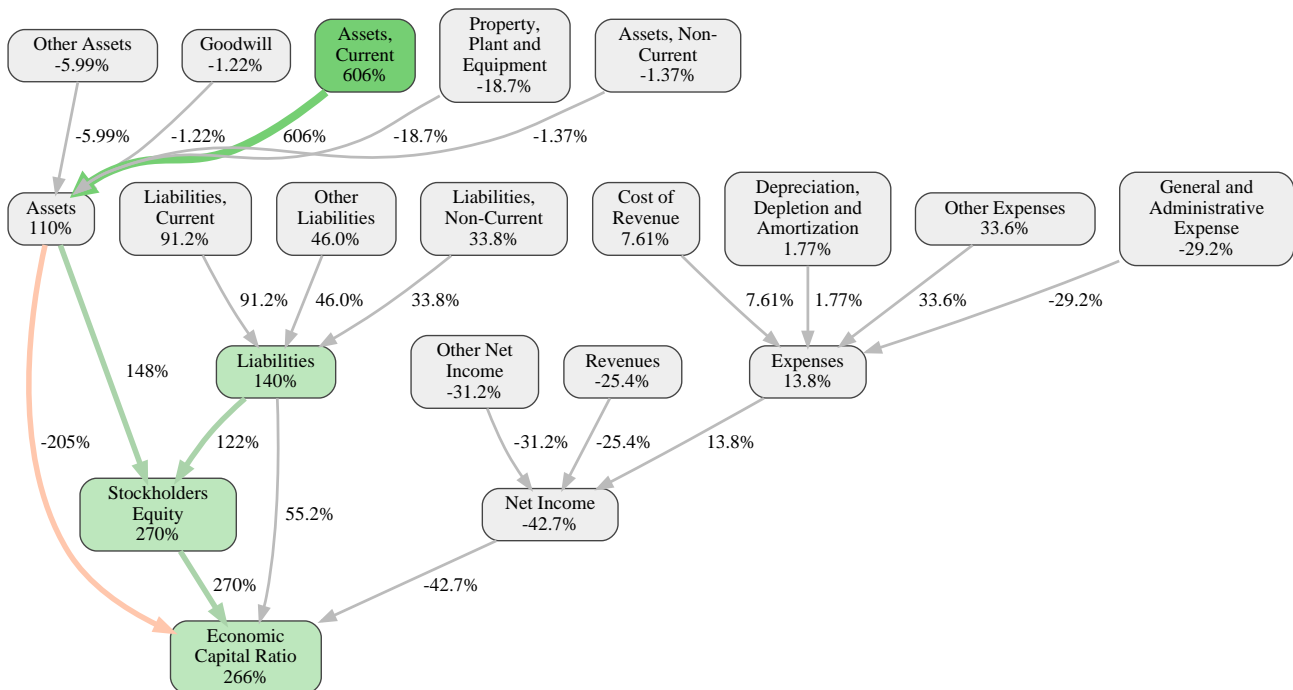 Other Assets
-5.99%
Goodwill
-1.22%
Assets,
Current
606%
Property,
Plant and
Equipment
-18.7%
Assets, Non-
Current
-1.37%
-5.99%
-1.22%
606%
-18.7%
-1.37%
Assets
110%
Liabilities,
Current
91.2%
Other
Liabilities
46.0%
Liabilities,
Non-Current
33.8%
Cost of
Revenue
7.61%
Depreciation,
Depletion and
Amortization
1.77%
Other Expenses
33.6%
General and
Administrative
Expense
-29.2%
91.2%
46.0%
33.8%
7.61%
1.77%
33.6%
-29.2%
Liabilities
140%
Other Net
Income
-31.2%
Revenues
-25.4%
Expenses
13.8%
148%
-205%
122%
-31.2%
-25.4%
13.8%
Stockholders
Equity
270%
55.2%
Net Income
-42.7%
270%
-42.7%
Economic
Capital Ratio
266%